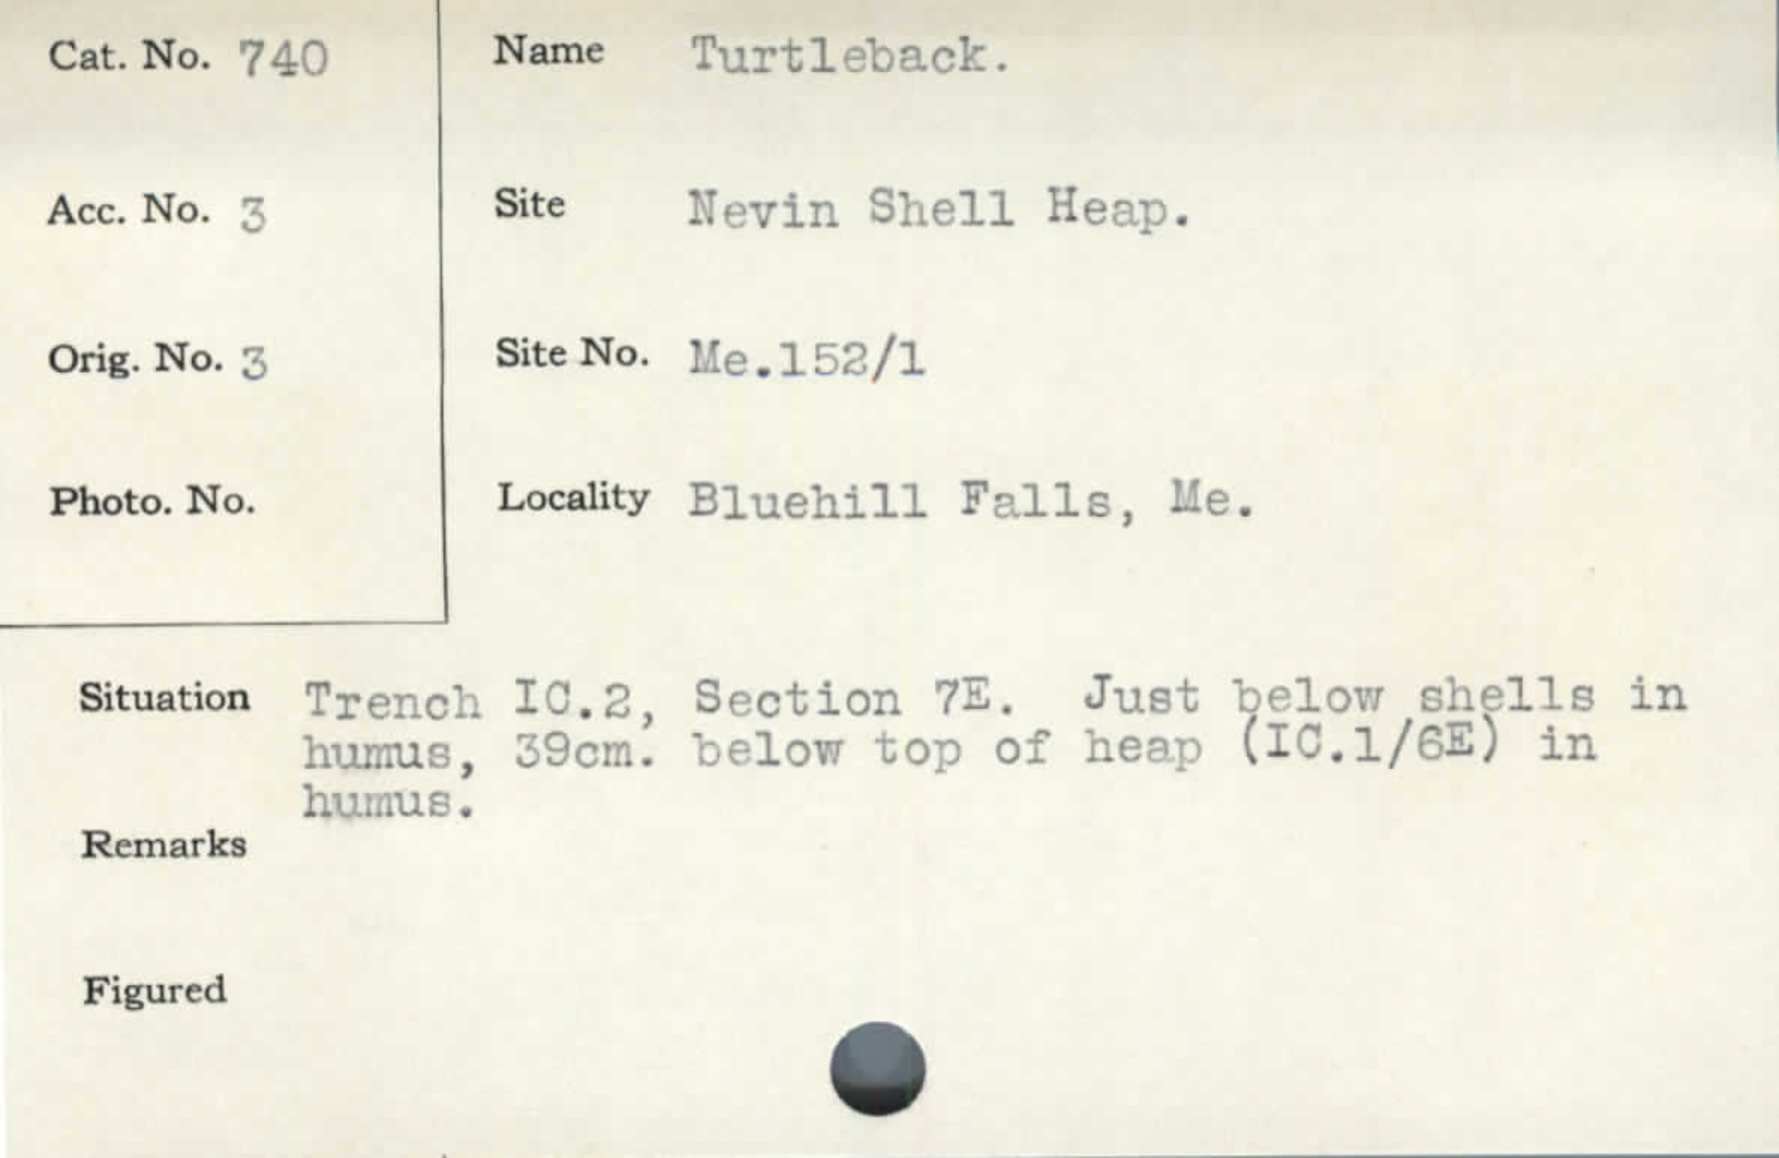 Cat. No. 740
Name Turtleback.
Acc. No. 3
Site Nevin Shell Heap.
Orig. No. 3
Site No. Me.152/1
Photo. No.
Locality Bluehill Falls, Me.
Situation Trench IC.2, Section 7E. Just below shells in
humus, 39cm. below top of heap (IC.1/6E) in
humus.
Remarks
Figured